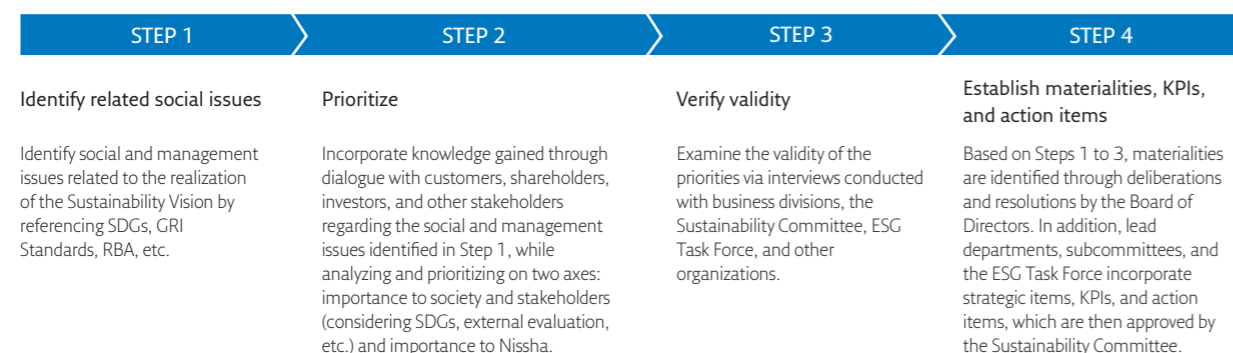 STEP 1
STEP 2
STEP 3
STEP 4
Identify related social issues
Identify social and management
issues related to the realization
of the Sustainability Vision by
referencing SDGs, GRI
Standards, RBA, etc.
Prioritize
Incorporate knowledge gained through
dialogue with customers, shareholders,
investors, and other stakeholders
regarding the social and management
issues identified in Step 1, while
analyzing and prioritizing on two axes:
importance to society and stakeholders
(considering SDGs, external evaluation,
etc.) and importance to Nissha.
Verify validity
Examine the validity of the
priorities via interviews conducted
with business divisions, the
Sustainability Committee, ESG
Task Force, and other
organizations.
Establish materialities, KPIs,
and action items
Based on Steps 1 to 3, materialities
are identified through deliberations
and resolutions by the Board of
Directors. In addition, lead
departments, subcommittees, and
the ESG Task Force incorporate
strategic items, KPIs, and action
items, which are then approved by
the Sustainability Committee.